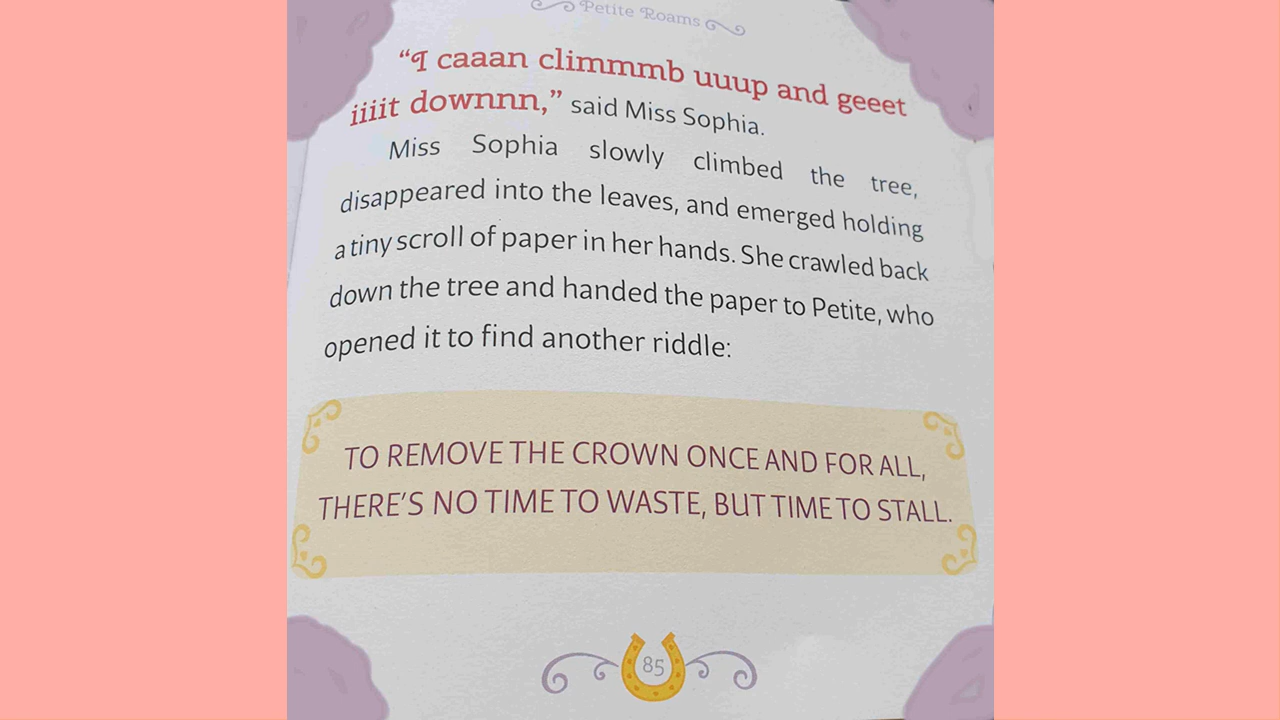 Petite Roams
“I caaan climmmb uuup and geeet
iiiit downnn,” said Miss Sophia.
Miss Sophia slowly climbed the tree,
disappeared into the leaves, and emerged holding
a tiny scroll of paper in her hands. She crawled back
down the tree and handed the paper to Petite, who
opened it to find another riddle:
TO REMOVE THE CROWN ONCE AND FOR ALL,
THERE’S NO TIME TO WASTE, BUT TIME TO STALL.
85